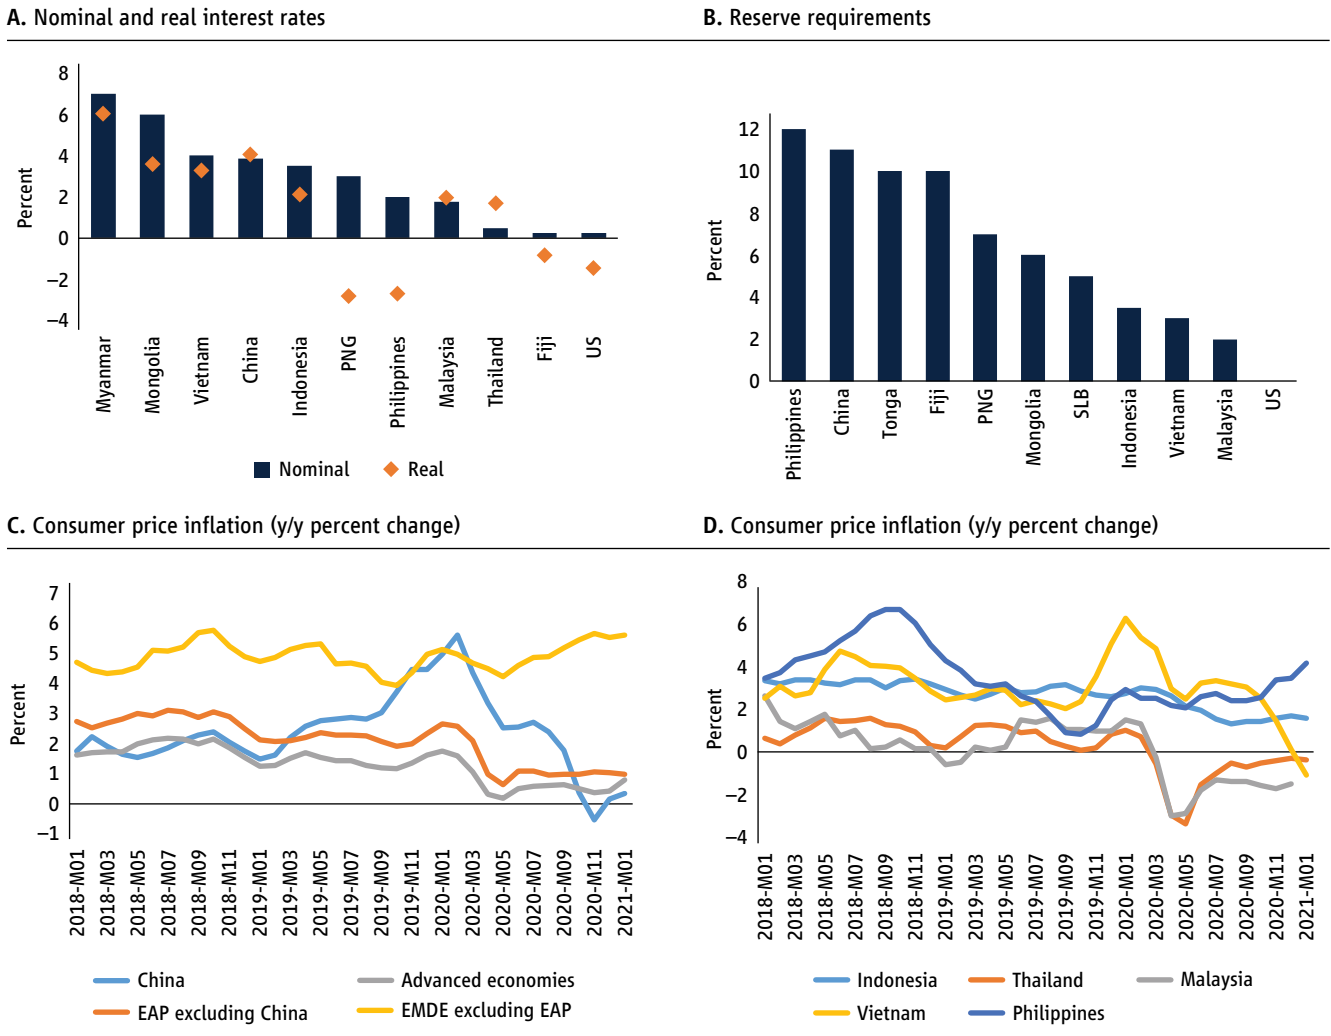 A. Nominal and real interest rates
8
6
4
2
0
−2
−4
Percent
Myanmar
Mongolia
Vietnam
China
Indonesia
PNG
Philippines
Malaysia
Thailand
Fiji
US
Nominal
Real
B. Reserve requirements
12
10
8
6
4
2
0
Percent
Philippines
China
Tonga
Fiji
PNG
Mongolia
SLB
Indonesia
Vietnam
Malaysia
US
C. Consumer price inflation (y/y percent change)
7
6
5
4
3
2
1
0
−1
Percent
2018-M01
2018-M03
2018-M05
2018-M07
2018-M09
2018-M11
2019-M01
2019-M03
2019-M05
2019-M07
2019-M09
2019-M11
2020-M01
2020-M03
2020-M05
2020-M07
2020-M09
2020-M11
2021-M01
China
Advanced economies
EAP excluding China
EMDE excluding EAP
D. Consumer price inflation (y/y percent change)
8
6
4
2
0
−2
−4
Percent
2018-M01
2018-M03
2018-M05
2018-M07
2018-M09
2018-M11
2019-M01
2019-M03
2019-M05
2019-M07
2019-M09
2019-M11
2020-M01
2020-M03
2020-M05
2020-M07
2020-M09
2020-M11
2021-M01
Indonesia
Thailand
Malaysia
Vietnam
Philippines